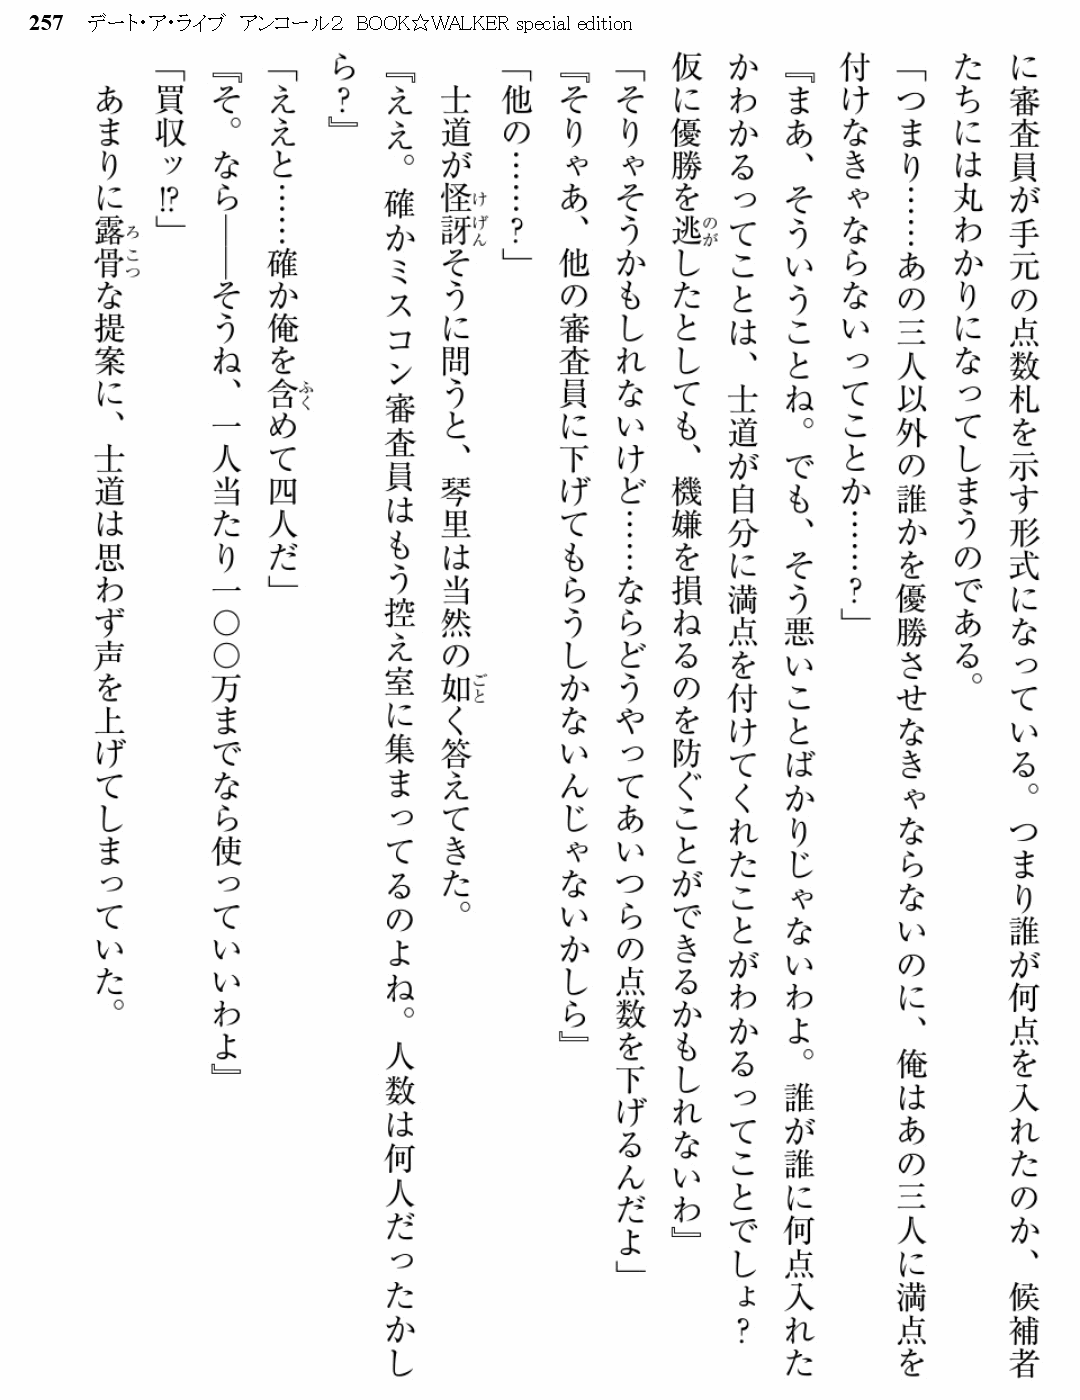 257 デート・ア・ライブ アンコール2 BOOK☆WALKER special edition
に審査員が手元の点数札を示す形式になっている。つまり誰が何点を入れたのか、候補者
たちには丸わかりになってしまうのである。
「つまり……あの三人以外の誰かを優勝させなきゃならないのに、俺はあの三人に満点を
付けなきゃならないってことか……?」
『まあ、そういうことね。でも、そう悪いことばかりじゃないわよ。誰が誰に何点入れた
かわかるってことは、士道が自分に満点を付けてくれたことがわかるってことでしょ?
仮に優勝を逃したとしても、機嫌を損ねるのを防ぐことができるかもしれないわ』
「そりゃそうかもしれないけど……ならどうやってあいつらの点数を下げるんだよ」
『そりゃあ、他の審査員に下げてもらうしかないんじゃないかしら』
「他の……?」
士道が怪訝そうに問うと、琴里は当然の如く答えてきた。
『ええ。確かミスコン審査員はもう控え室に集まってるのよね。人数は何人だったかし
ら?』
「ええと……確か俺を含めて四人だ」
『そ。なら――そうね、一人当たり一〇〇万までなら使っていいわよ』
「買収ッ!?」
あまりに露骨な提案に、士道は思わず声を上げてしまっていた。